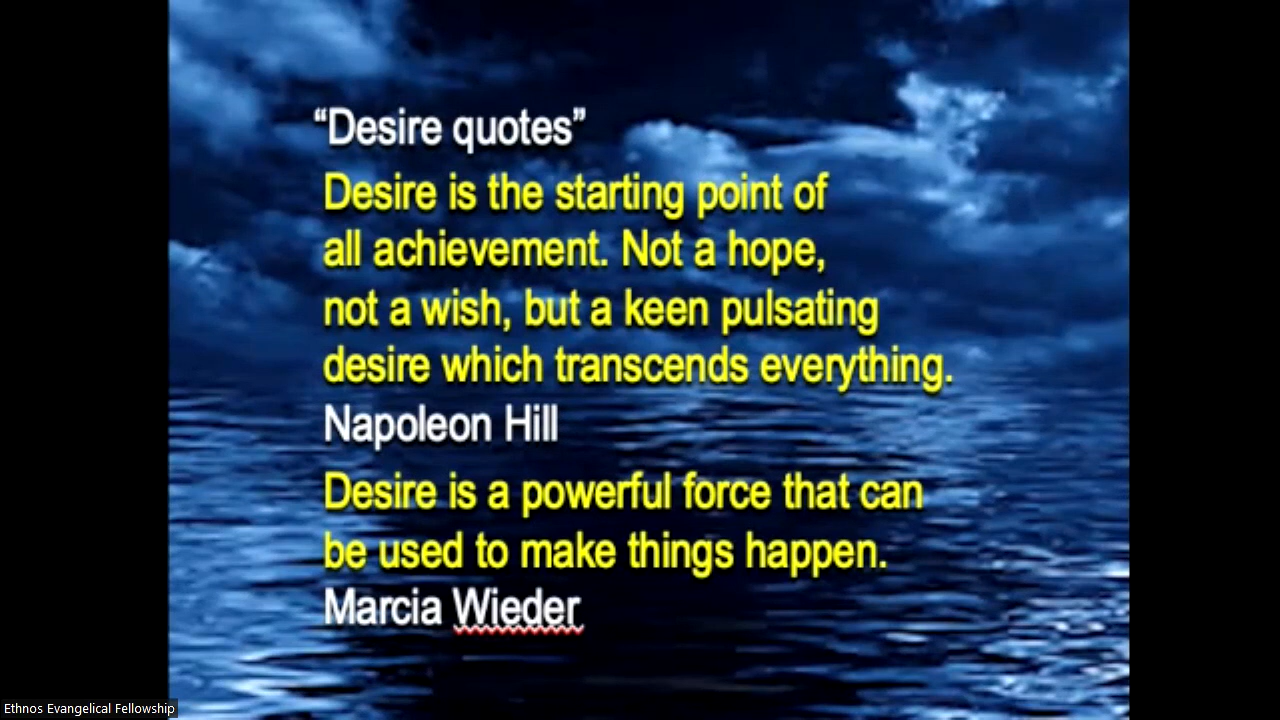 “Desire quotes”
Desire is the starting point of
all achievement. Not a hope,
not a wish, but a keen pulsating
desire which transcends everything.
Napoleon Hill
Desire is a powerful force that can
be used to make things happen.
Marcia Wieder
Ethnos Evangelical Fellowship